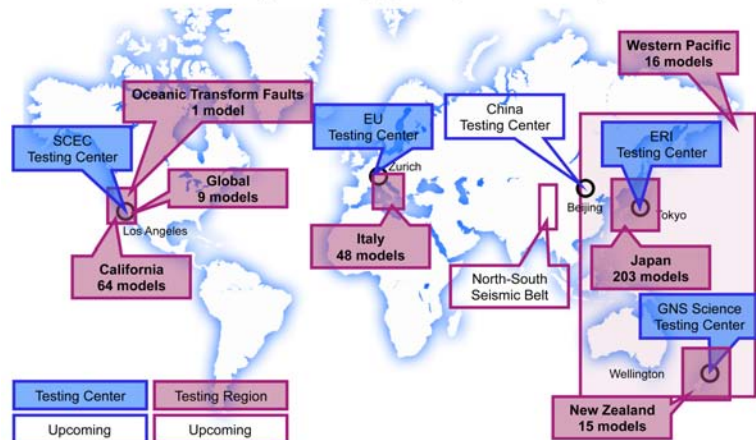 Western Pacific
16 models
Oceanic Transform Faults
1 model
SCEC
Testing Center
EU
Testing Center
China
Testing Center
ERI
Testing Center
Zurich
Global
9 models
Beijing
Tokyo
Los Angeles
California
64 models
Italy
48 models
North-South
Seismic Belt
Japan
203 models
GNS Science
Testing Center
Wellington
New Zealand
15 models
Testing Center
Testing Region
Upcoming
Upcoming